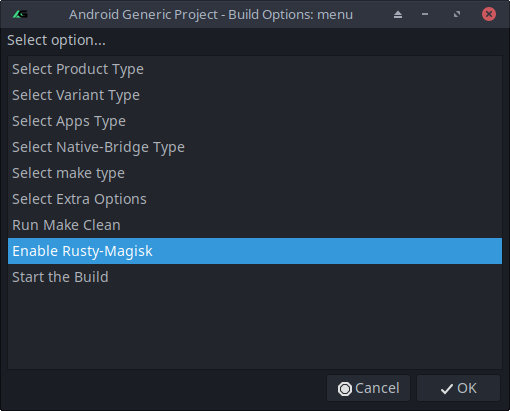 Android Generic Project - Build Options: menu
Select option...
Select Product Type
Select Variant Type
Select Apps Type
Select Native-Bridge Type
Select make type
Select Extra Options
Run Make Clean
Enable Rusty-Magisk
Start the Build
Cancel OK